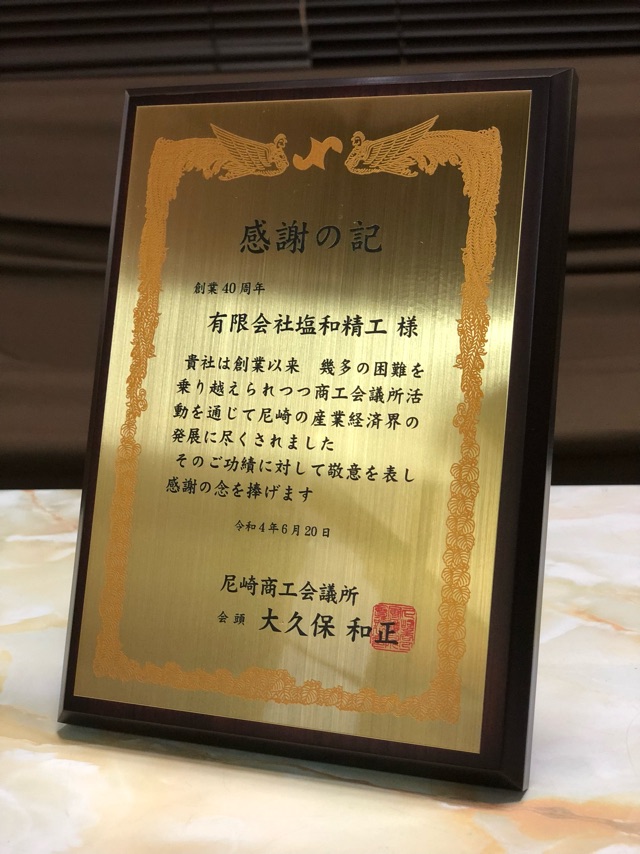 感謝の記
創業40周年
有限会社塩和精工 様
貴社は創業以来　幾多の困難を
乗り越えられつつ商工会議所活
動を通じて尼崎の産業経済界の
発展に尽くされました
そのご功績に対して敬意を表し
感謝の念を捧げます
令和4年6月20日
尼崎商工会議所
会頭 大久保 和正